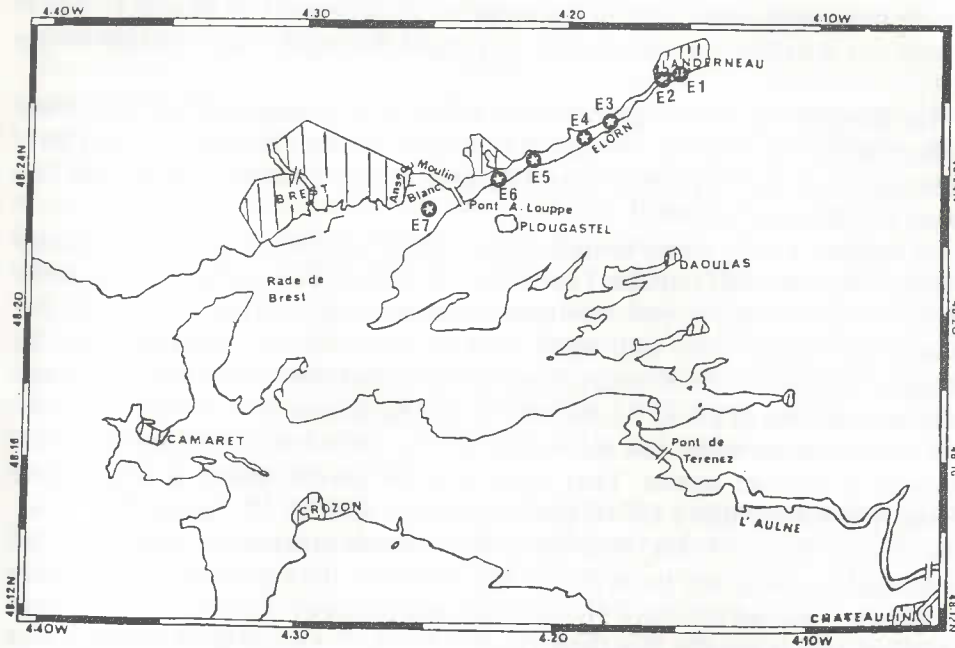 4.40W
4.30
4.20
4.10W
LANDERNEAU
E2 E1
E3
E4
ELORN
E5
E6
48.24N
Anse du Moulin
Blanc
BREST
Pont A. Louppe
E7
PLOUGASTEL
DAOULAS
Rade de
Brest
48.20
CAMARET
48.16
Pont de
Terenez
CROZON
L'AULNE
48.12N
CHATEAULIN
4.40W
4.30
4.20
4.10W